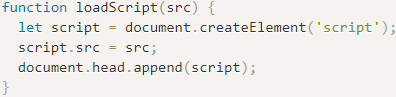 function loadScript(src) {
  let script = document.createElement('script');
  script.src = src;
  document.head.append(script);
}